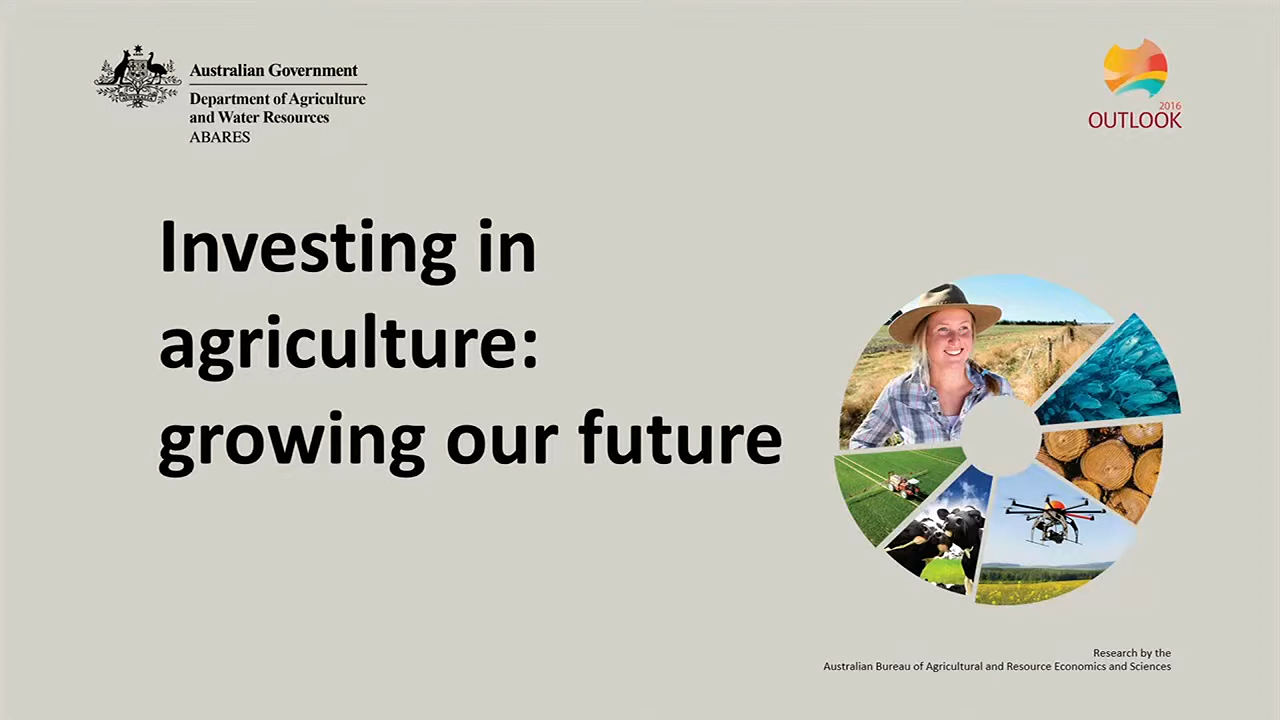 Australian Government
Department of Agriculture
and Water Resources
ABARES
2016
OUTLOOK
Investing in
agriculture:
growing our future
Research by the
Australian Bureau of Agricultural and Resource Economics and Sciences